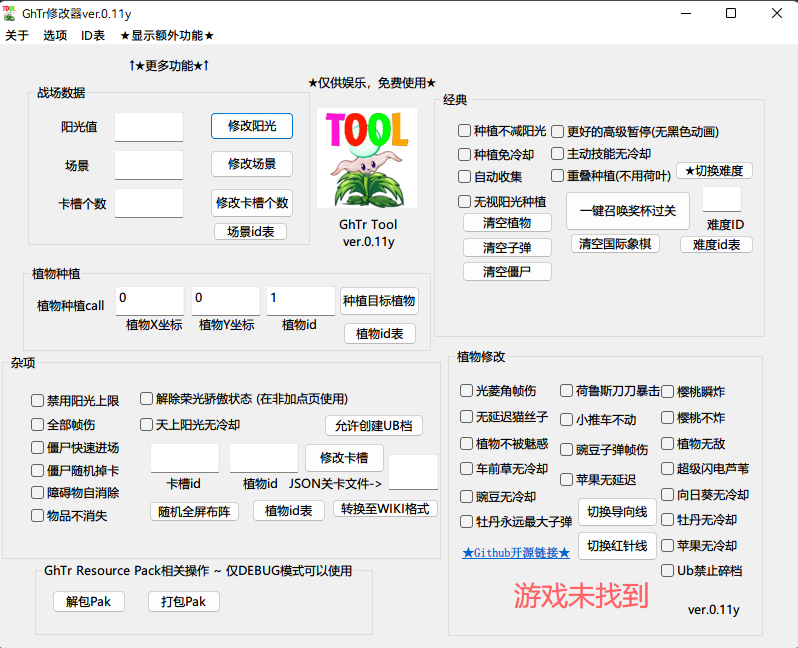 GhTr修改器ver.0.11y
关于 选项 ID表 ★显示额外功能★
↑★更多功能★↑
★仅供娱乐，免费使用★
战场数据
阳光值 修改阳光
场景 修改场景
卡槽个数 修改卡槽个数
场景id表
TOOL
GhTr Tool
ver.0.11y
经典
种植不减阳光 更好的高级暂停(无黑色动画)
种植免冷却 主动技能无冷却
自动收集 重叠种植(不用荷叶) ★切换难度
无视阳光种植
清空植物 一键召唤奖杯过关 难度ID
清空子弹 清空国际象棋 难度id表
清空僵尸
植物种植
植物种植call 0 0 1 种植目标植物
植物X坐标 植物Y坐标 植物id 植物id表
杂项
禁用阳光上限 解除荣光骄傲状态 (在非加点页使用)
全部帧伤 天上阳光无冷却 允许创建UB档
僵尸快速进场
僵尸随机掉卡 修改卡槽
障碍物自消除 卡槽id 植物id JSON关卡文件->
物品不消失 随机全屏布阵 植物id表 转换至WIKI格式
植物修改
光菱角帧伤 荷鲁斯刀刀暴击 樱桃瞬炸
无延迟猫丝子 小推车不动 樱桃不炸
植物不被魅惑 豌豆子弹帧伤 植物无敌
车前草无冷却 苹果无延迟 超级闪电芦苇
豌豆无冷却 切换导向线 向日葵无冷却
牡丹永远最大子弹 牡丹无冷却
★Github开源链接★ 切换红针线 苹果无冷却
Ub禁止碎档
游戏未找到 ver.0.11y
GhTr Resource Pack相关操作 ~ 仅DEBUG模式可以使用
解包Pak 打包Pak